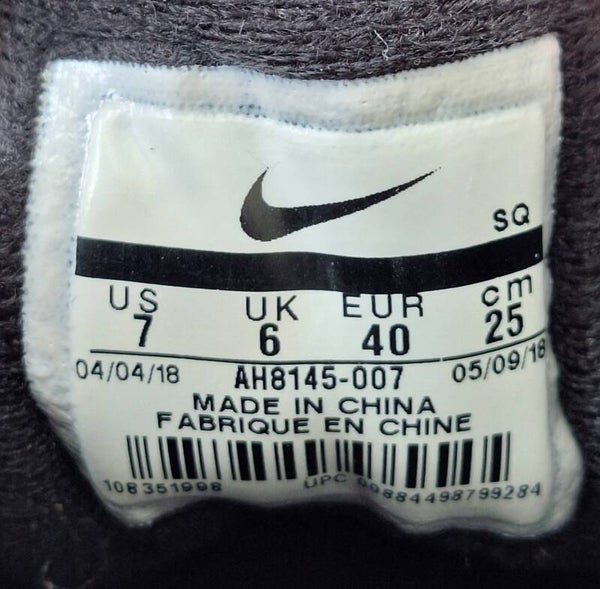 SQ
US UK EUR cm
7 6 40 25
04/04/18 AH8145-007 05/09/18
MADE IN CHINA
FABRIQUE EN CHINE
108351998 UPC 99884498799284